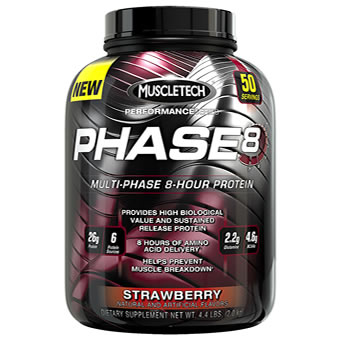 NEW
MUSCLETECH
50
SERVINGS
PERFORMANCE
PHASE8
MULTI-PHASE 8-HOUR PROTEIN
PROVIDES HIGH BIOLOGICAL
VALUE AND SUSTAINED
RELEASE PROTEIN
26g
6
2.2g
4.6g
8 HOURS OF AMINO
ACID DELIVERY
HELPS PREVENT
MUSCLE BREAKDOWN
STRAWBERRY
NATURAL AND ARTIFICIAL FLAVORS
DIETARY SUPPLEMENT NET WT. 4.4 LBS.